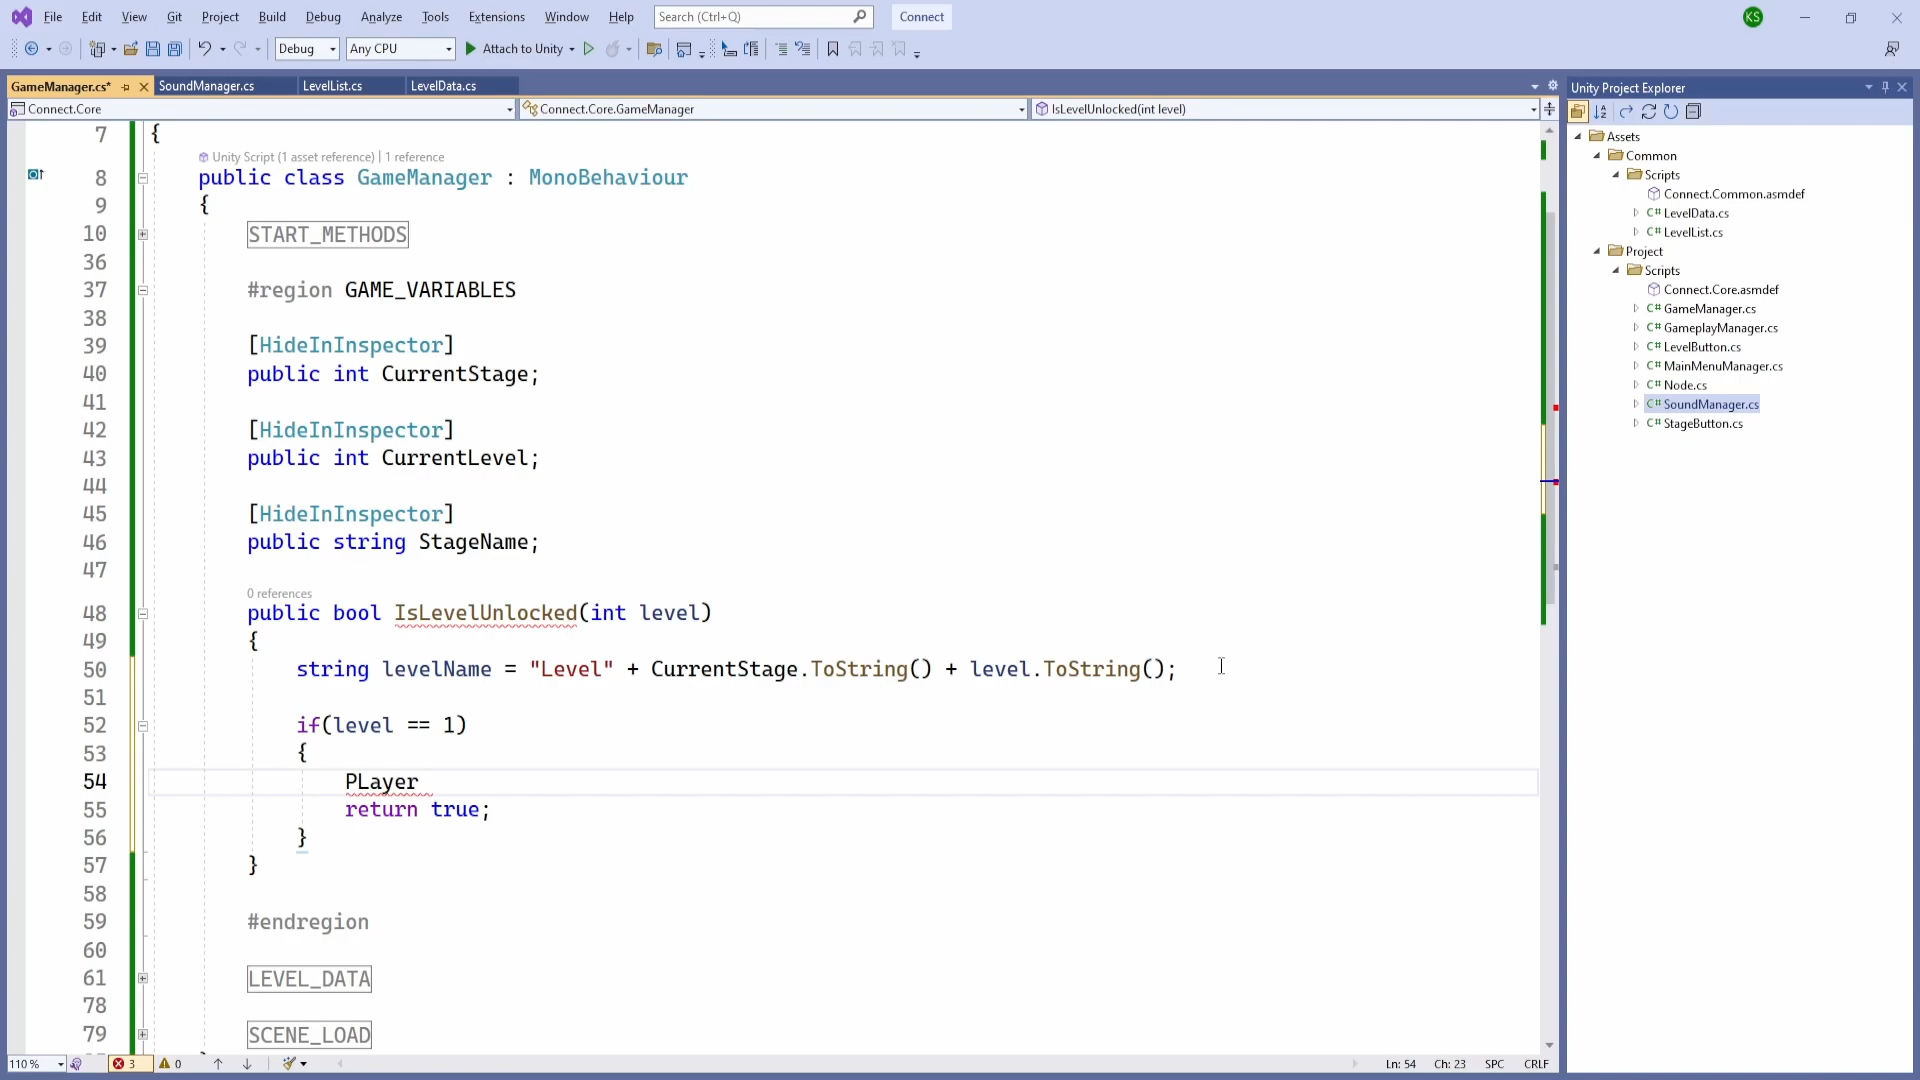 File Edit View Git Project Build Debug Analyze Tools Extensions Window Help Search (Ctrl+Q) Connect KS
Debug Any CPU Attach to Unity
GameManager.cs* SoundManager.cs LevelList.cs LevelData.cs
Connect.Core Connect.Core.GameManager IsLevelUnlocked(int level)
7 {
Unity Script (1 asset reference) | 1 reference
8 public class GameManager : MonoBehaviour
9 {
10 START_METHODS
36
37 #region GAME_VARIABLES
38
39 [HideInInspector]
40 public int CurrentStage;
41
42 [HideInInspector]
43 public int CurrentLevel;
44
45 [HideInInspector]
46 public string StageName;
47
0 references
48 public bool IsLevelUnlocked(int level)
49 {
50 string levelName = "Level" + CurrentStage.ToString() + level.ToString();
51
52 if(level == 1)
53 {
54 PLayer
55 return true;
56 }
57 }
58
59 #endregion
60
61 LEVEL_DATA
78
79 SCENE_LOAD
110 % 3 0 Ln: 54 Ch: 23 SPC CRLF
Unity Project Explorer
Assets
Common
Scripts
Connect.Common.asmdef
C# LevelData.cs
C# LevelList.cs
Project
Scripts
Connect.Core.asmdef
C# GameManager.cs
C# GameplayManager.cs
C# LevelButton.cs
C# MainMenuManager.cs
C# Node.cs
C# SoundManager.cs
C# StageButton.cs